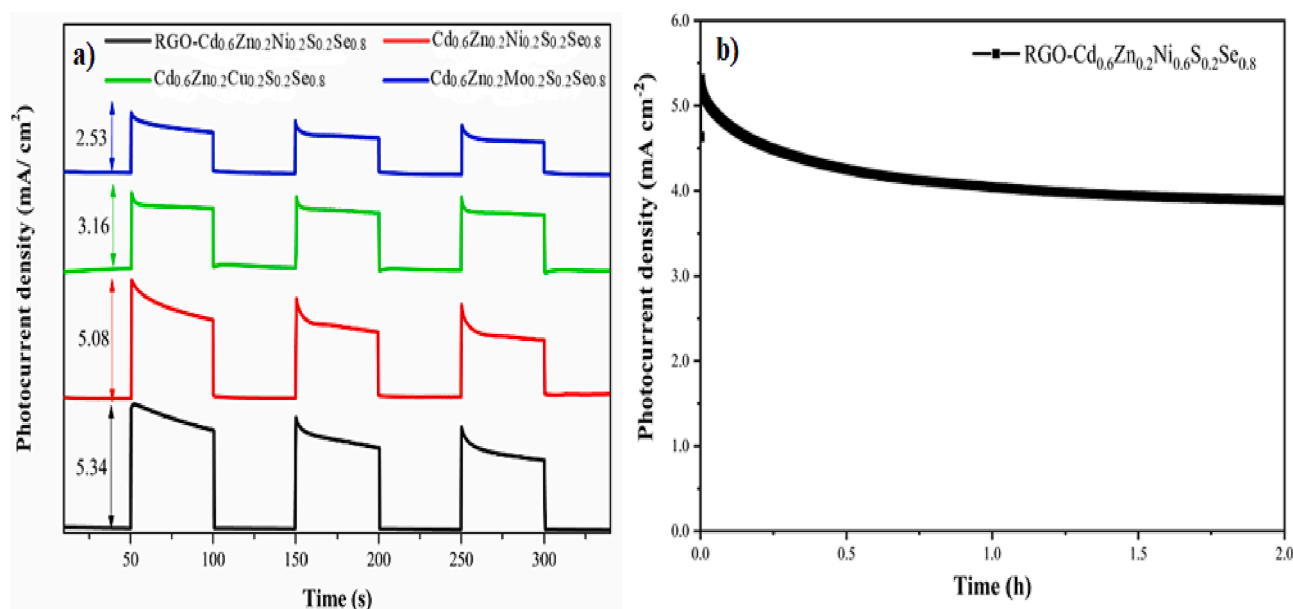 a)
RGO-Cd0.6Zn0.2Ni0.2S0.2Se0.8
Cd0.6Zn0.2Ni0.2S0.2Se0.8
Cd0.6Zn0.2Cu0.2S0.2Se0.8
Cd0.6Zn0.2Mo0.2S0.2Se0.8
Photocurrent density (mA/ cm²)
2.53
3.16
5.08
5.34
50 100 150 200 250 300
Time (s)
b)
RGO-Cd0.6Zn0.2Ni0.6S0.2Se0.8
Photocurrent density (mA cm⁻²)
6.0
5.0
4.0
3.0
2.0
1.0
0.0
0.0 0.5 1.0 1.5 2.0
Time (h)